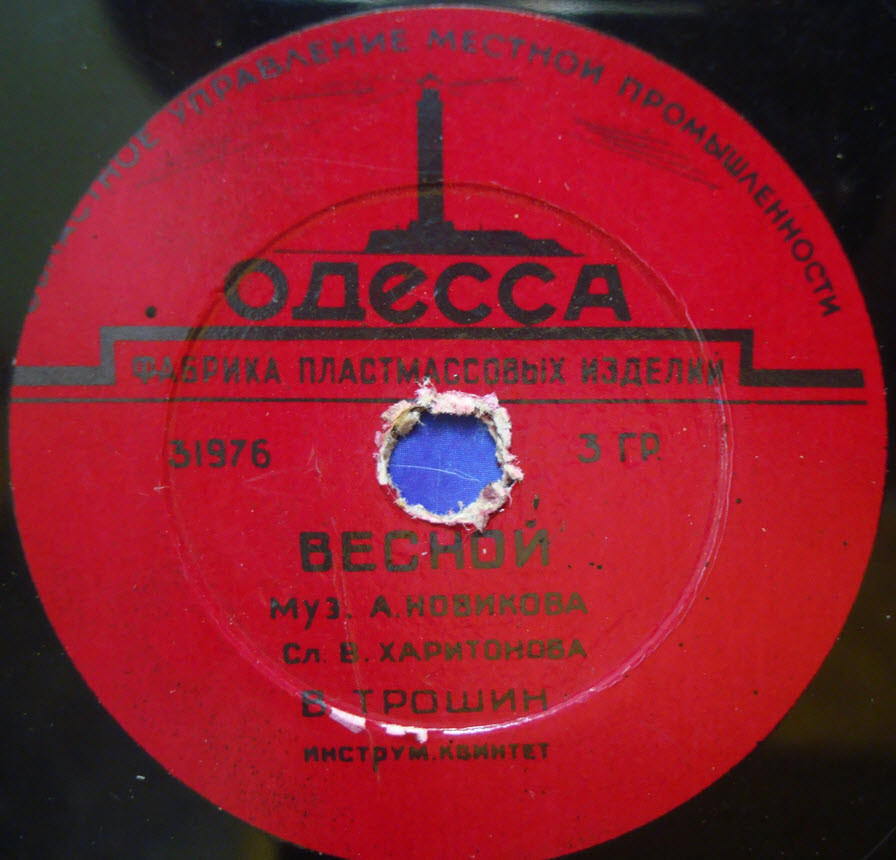 ОБЛАСТНОЕ УПРАВЛЕНИЕ МЕСТНОЙ ПРОМЫШЛЕННОСТИ
ОДЕССА
ФАБРИКА ПЛАСТМАССОВЫХ ИЗДЕЛИЙ
31976 3 ГР.
ВЕСНОЙ
Муз. А. НОВИКОВА
Сл. В. ХАРИТОНОВА
В. ТРОШИН
ИНСТРУМ. КВИНТЕТ